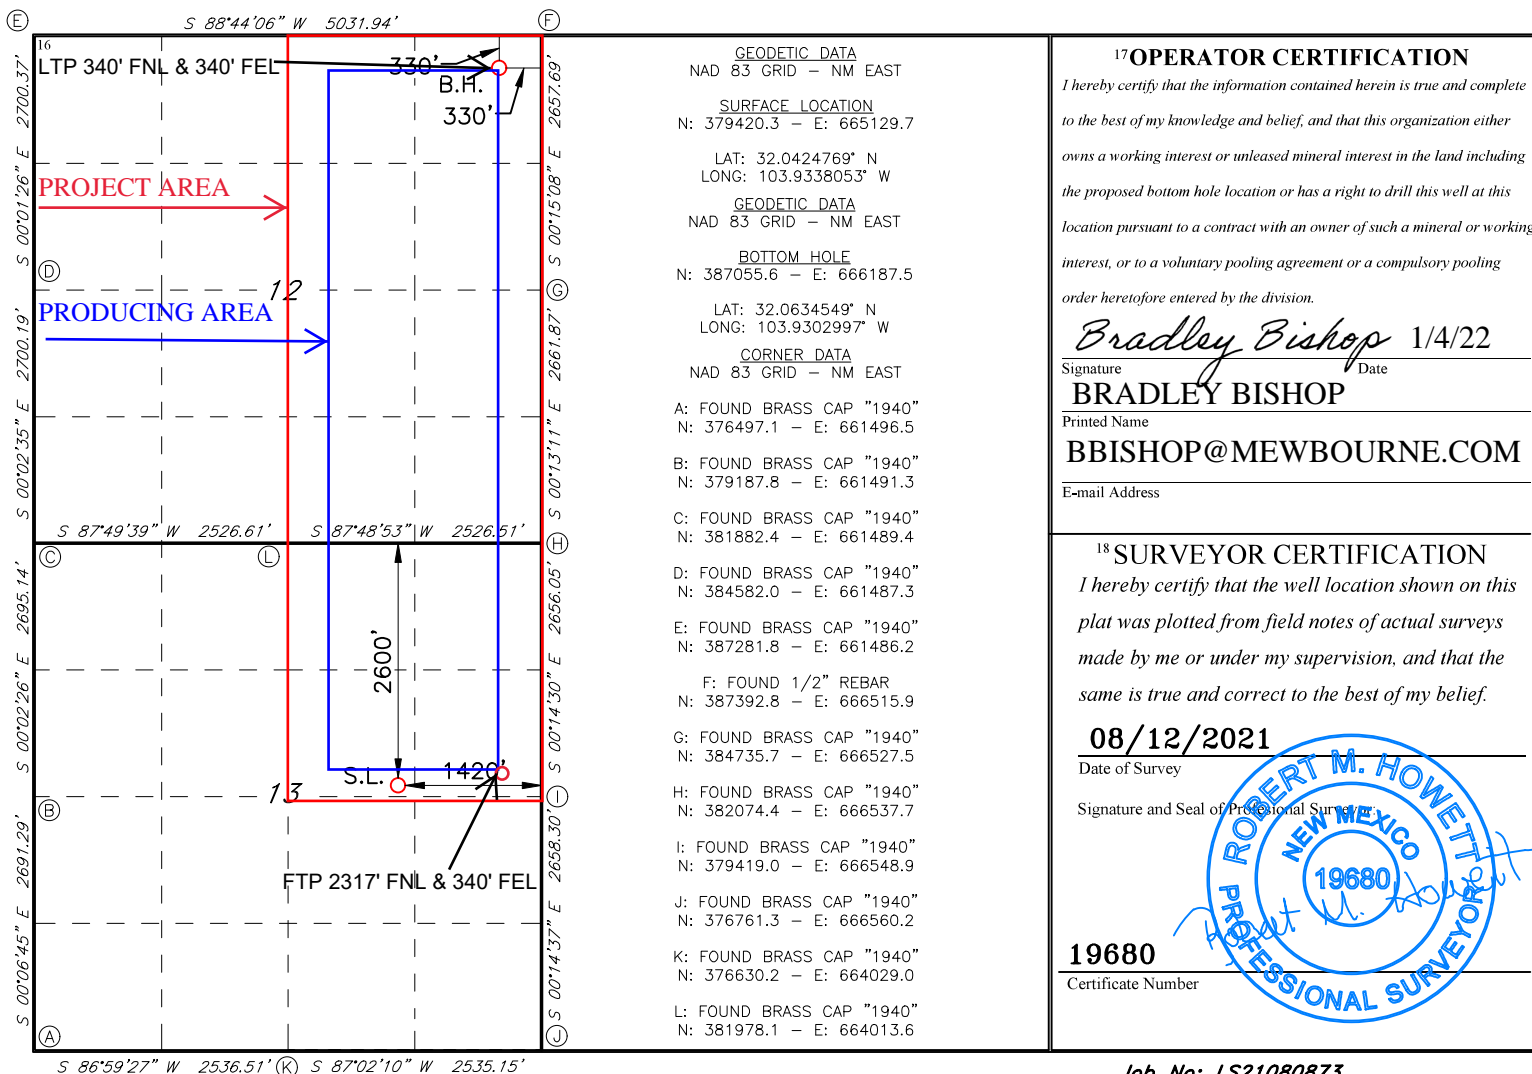 E S 88°44'06" W 5031.94' F
16
LTP 340' FNL & 340' FEL
330'
B.H.
330'
PROJECT AREA
D
12
G
PRODUCING AREA
S 87°49'39" W 2526.61' S 87°48'53" W 2526.51'
C L H
2600'
S.L. 1420'
13
B I
FTP 2317' FNL & 340' FEL
A J
S 86°59'27" W 2536.51' K S 87°02'10" W 2535.15'
S 00°01'26" E 2700.37'
S 00°02'35" E 2700.19'
S 00°02'26" E 2695.14'
S 00°06'45" E 2691.29'
S 00°15'08" E 2657.69'
S 00°13'11" E 2661.87'
S 00°14'30" E 2656.05'
S 00°14'37" E 2658.30'
GEODETIC DATA
NAD 83 GRID – NM EAST
SURFACE LOCATION
N: 379420.3 – E: 665129.7
LAT: 32.0424769° N
LONG: 103.9338053° W
GEODETIC DATA
NAD 83 GRID – NM EAST
BOTTOM HOLE
N: 387055.6 – E: 666187.5
LAT: 32.0634549° N
LONG: 103.9302997° W
CORNER DATA
NAD 83 GRID – NM EAST
A: FOUND BRASS CAP "1940"
N: 376497.1 – E: 661496.5
B: FOUND BRASS CAP "1940"
N: 379187.8 – E: 661491.3
C: FOUND BRASS CAP "1940"
N: 381882.4 – E: 661489.4
D: FOUND BRASS CAP "1940"
N: 384582.0 – E: 661487.3
E: FOUND BRASS CAP "1940"
N: 387281.8 – E: 661486.2
F: FOUND 1/2" REBAR
N: 387392.8 – E: 666515.9
G: FOUND BRASS CAP "1940"
N: 384735.7 – E: 666527.5
H: FOUND BRASS CAP "1940"
N: 382074.4 – E: 666537.7
I: FOUND BRASS CAP "1940"
N: 379419.0 – E: 666548.9
J: FOUND BRASS CAP "1940"
N: 376761.3 – E: 666560.2
K: FOUND BRASS CAP "1940"
N: 376630.2 – E: 664029.0
L: FOUND BRASS CAP "1940"
N: 381978.1 – E: 664013.6
17 OPERATOR CERTIFICATION
I hereby certify that the information contained herein is true and complete
to the best of my knowledge and belief, and that this organization either
owns a working interest or unleased mineral interest in the land including
the proposed bottom hole location or has a right to drill this well at this
location pursuant to a contract with an owner of such a mineral or working
interest, or to a voluntary pooling agreement or a compulsory pooling
order heretofore entered by the division.
Bradley Bishop 1/4/22
Signature Date
BRADLEY BISHOP
Printed Name
BBISHOP@MEWBOURNE.COM
E-mail Address
18 SURVEYOR CERTIFICATION
I hereby certify that the well location shown on this
plat was plotted from field notes of actual surveys
made by me or under my supervision, and that the
same is true and correct to the best of my belief.
08/12/2021
Date of Survey
Signature and Seal of Profesional Surveyor:
ROBERT M. HOWETT
NEW MEXICO
19680
PROFESSIONAL SURVEYOR
Robert M. Howett
19680
Certificate Number
Job No: LS21080873